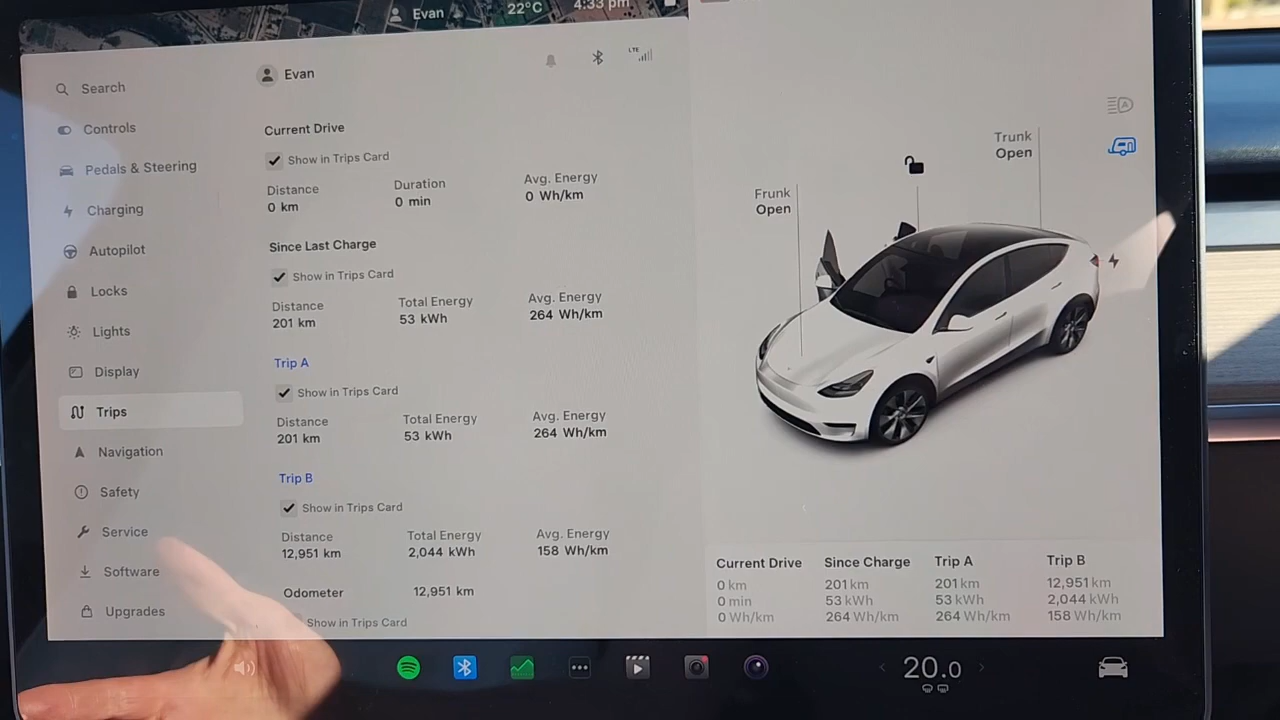 Evan
22°C
4:33 pm
Search
Controls
Pedals & Steering
Charging
Autopilot
Locks
Lights
Display
Trips
Navigation
Safety
Service
Software
Upgrades
Evan
LTE
Current Drive
Show in Trips Card
Distance Duration Avg. Energy
0 km 0 min 0 Wh/km
Since Last Charge
Show in Trips Card
Distance Total Energy Avg. Energy
201 km 53 kWh 264 Wh/km
Trip A
Show in Trips Card
Distance Total Energy Avg. Energy
201 km 53 kWh 264 Wh/km
Trip B
Show in Trips Card
Distance Total Energy Avg. Energy
12,951 km 2,044 kWh 158 Wh/km
Odometer 12,951 km
Show in Trips Card
Frunk
Open
Trunk
Open
A
Current Drive Since Charge Trip A Trip B
0 km 201 km 201 km 12,951 km
0 min 53 kWh 53 kWh 2,044 kWh
0 Wh/km 264 Wh/km 264 Wh/km 158 Wh/km
20.0